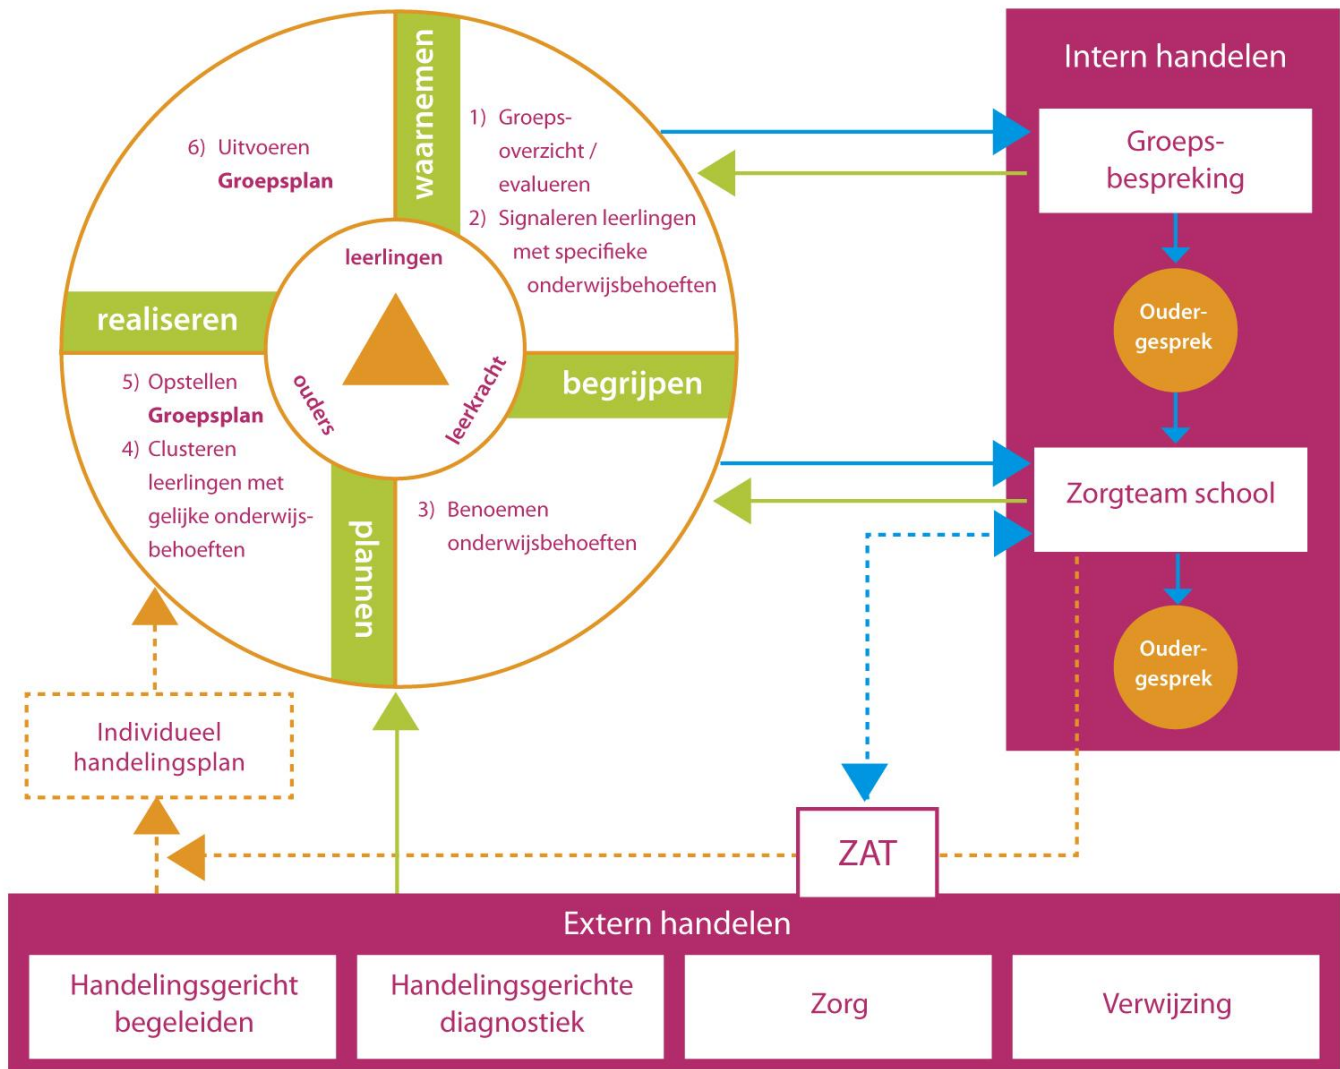 waarnemen
1) Groeps-
overzicht /
evalueren
2) Signaleren leerlingen
met specifieke
onderwijsbehoeften
begrijpen
3) Benoemen
onderwijsbehoeften
plannen
5) Opstellen
Groepsplan
4) Clusteren
leerlingen met
gelijke onderwijs-
behoeften
realiseren
6) Uitvoeren
Groepsplan
leerlingen
ouders
leerkracht
Intern handelen
Groeps-
bespreking
Ouder-
gesprek
Zorgteam school
Ouder-
gesprek
Individueel
handelingsplan
ZAT
Extern handelen
Handelingsgericht
begeleiden
Handelingsgerichte
diagnostiek
Zorg
Verwijzing